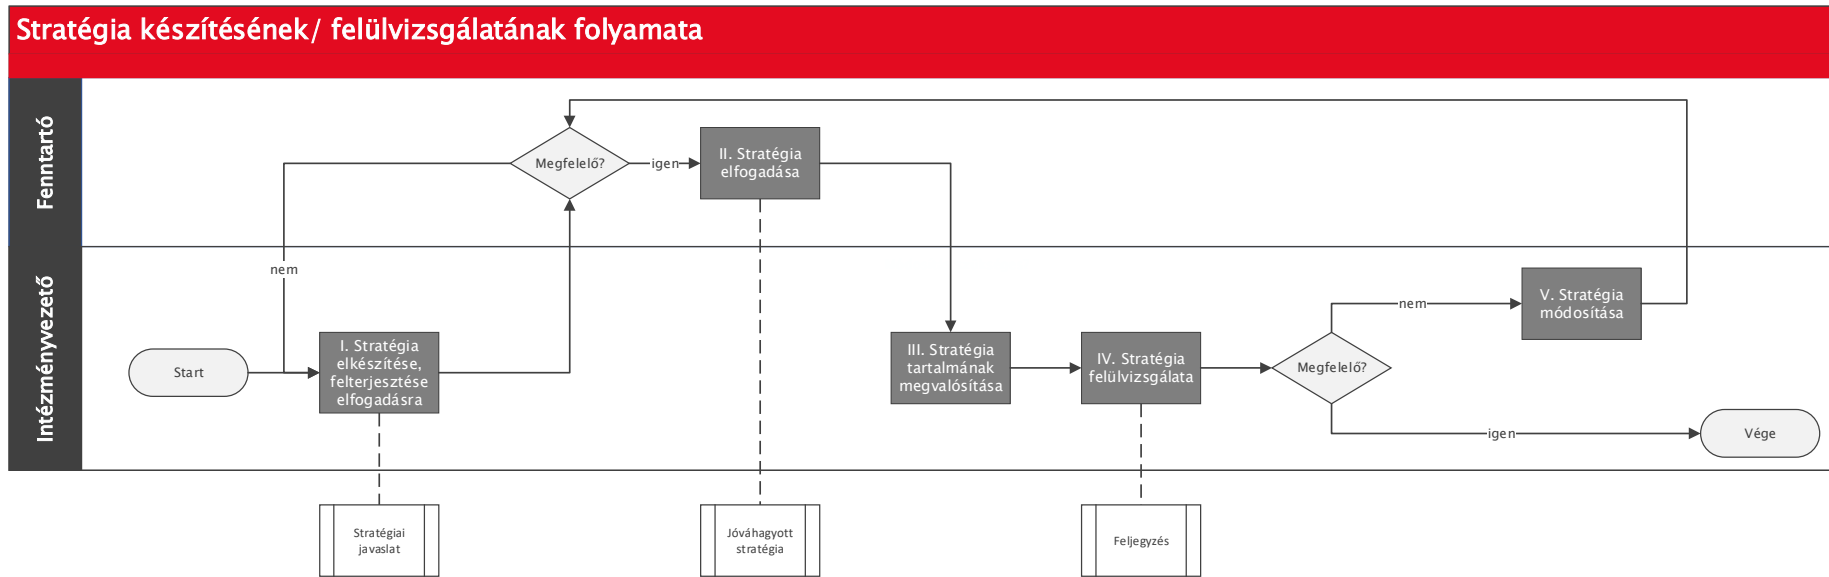 Stratégia készítésének/ felülvizsgálatának folyamata
Fenntartó
Megfelelő?
igen
II. Stratégia
elfogadása
nem
Intézményvezető
Start
I. Stratégia
elkészítése,
felterjesztése
elfogadásra
III. Stratégia
tartalmának
megvalósítása
IV. Stratégia
felülvizsgálata
Megfelelő?
nem
V. Stratégia
módosítása
igen
Vége
Stratégiai
javaslat
Jóváhagyott
stratégia
Feljegyzés